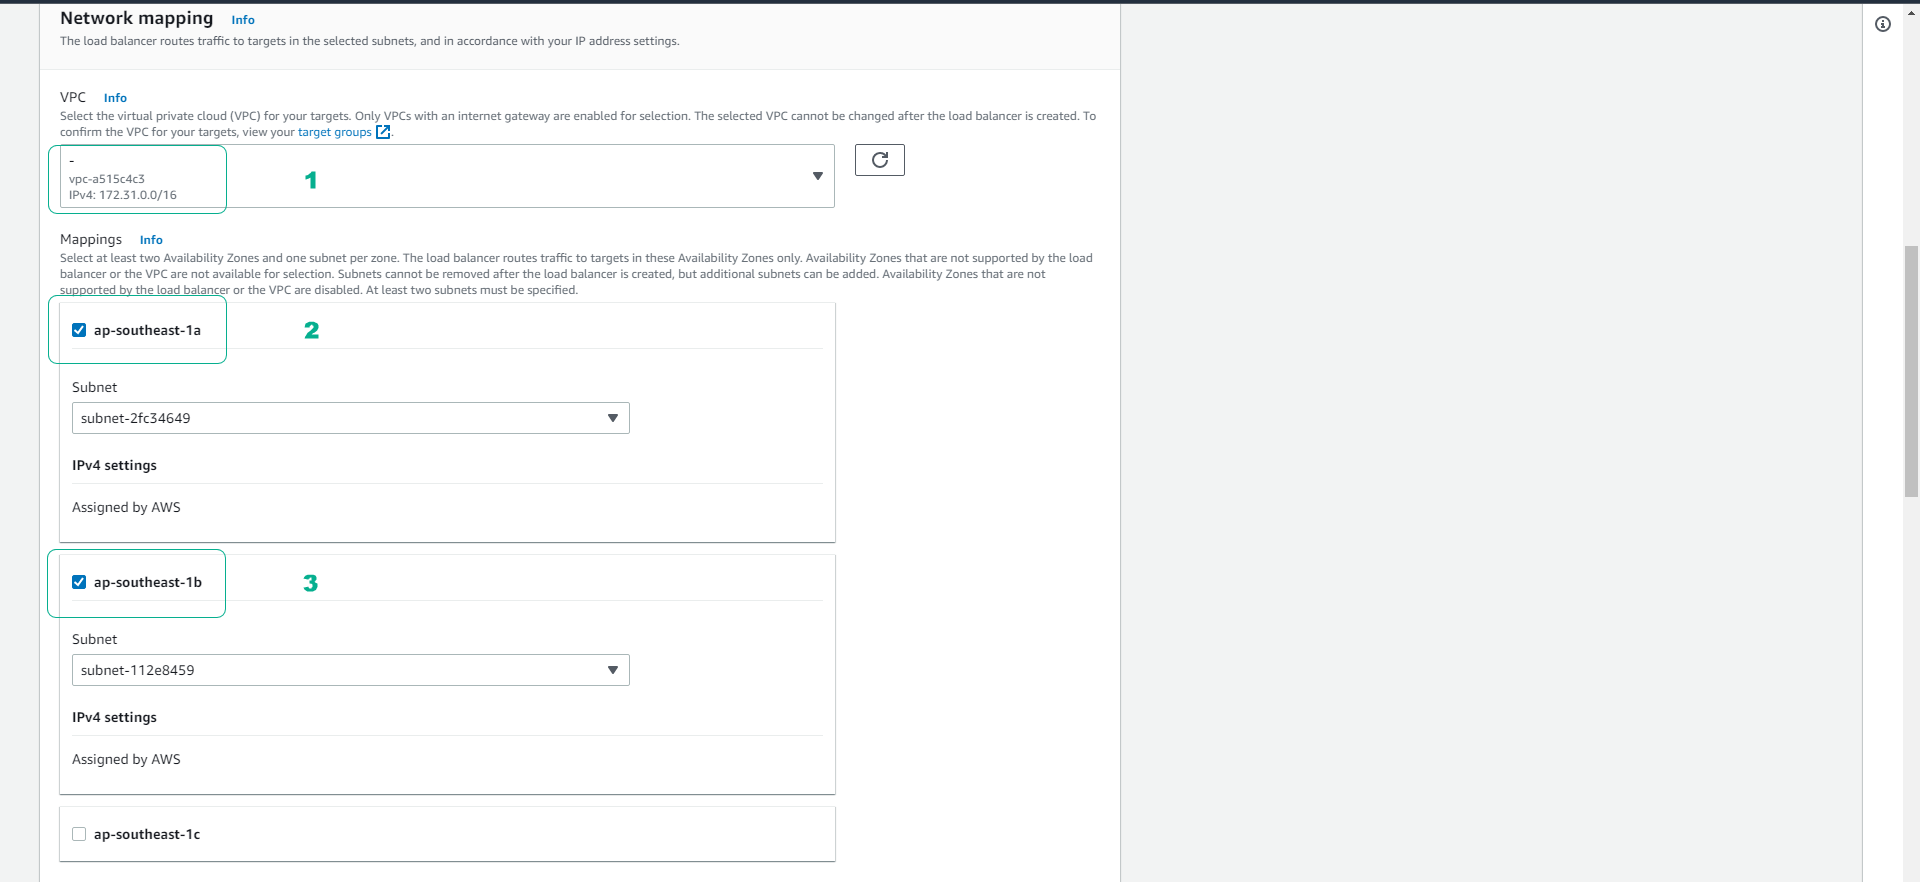 Network mapping Info
The load balancer routes traffic to targets in the selected subnets, and in accordance with your IP address settings.
VPC Info
Select the virtual private cloud (VPC) for your targets. Only VPCs with an internet gateway are enabled for selection. The selected VPC cannot be changed after the load balancer is created. To
confirm the VPC for your targets, view your target groups.
-
vpc-a515c4c3
IPv4: 172.31.0.0/16
1
Mappings Info
Select at least two Availability Zones and one subnet per zone. The load balancer routes traffic to targets in these Availability Zones only. Availability Zones that are not supported by the load
balancer or the VPC are not available for selection. Subnets cannot be removed after the load balancer is created, but additional subnets can be added. Availability Zones that are not
supported by the load balancer or the VPC are disabled. At least two subnets must be specified.
ap-southeast-1a 2
Subnet
subnet-2fc34649
IPv4 settings
Assigned by AWS
ap-southeast-1b 3
Subnet
subnet-112e8459
IPv4 settings
Assigned by AWS
ap-southeast-1c